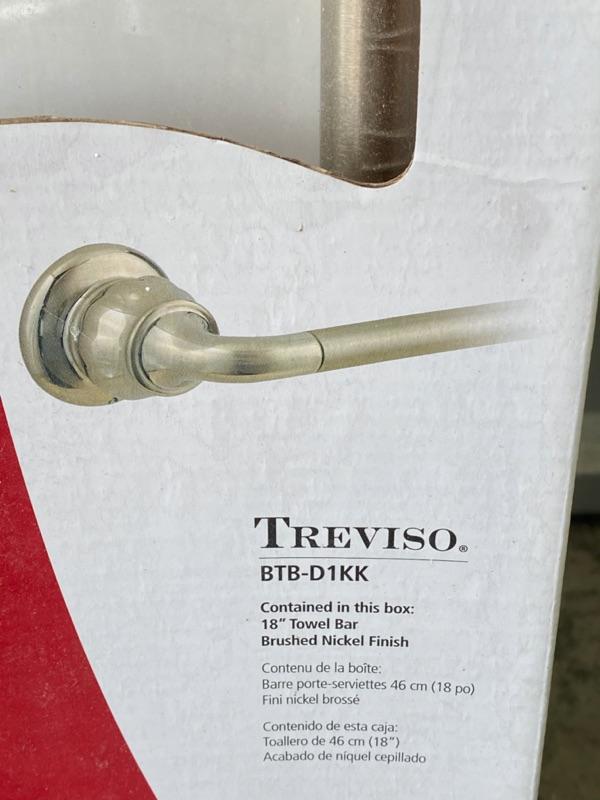 TREVISO®
BTB-D1KK
Contained in this box:
18" Towel Bar
Brushed Nickel Finish
Contenu de la boîte:
Barre porte-serviettes 46 cm (18 po)
Fini nickel brossé
Contenido de esta caja:
Toallero de 46 cm (18")
Acabado de níquel cepillado